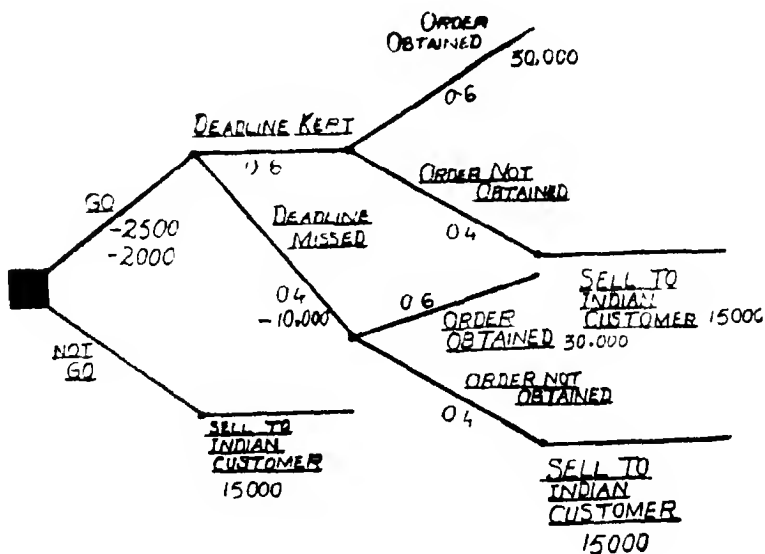 ORDER
OBTAINED
30.000
0.6
DEADLINE KEPT
0.6
ORDER NOT
OBTAINED
0.4
GO
-2500
-2000
DEADLINE
MISSED
0.4
-10.000
SELL TO
INDIAN
CUSTOMER 15000
0.6
ORDER
OBTAINED 30.000
ORDER NOT
OBTAINED
0.4
NOT
GO
SELL TO
INDIAN
CUSTOMER
15000
SELL TO
INDIAN
CUSTOMER
15000